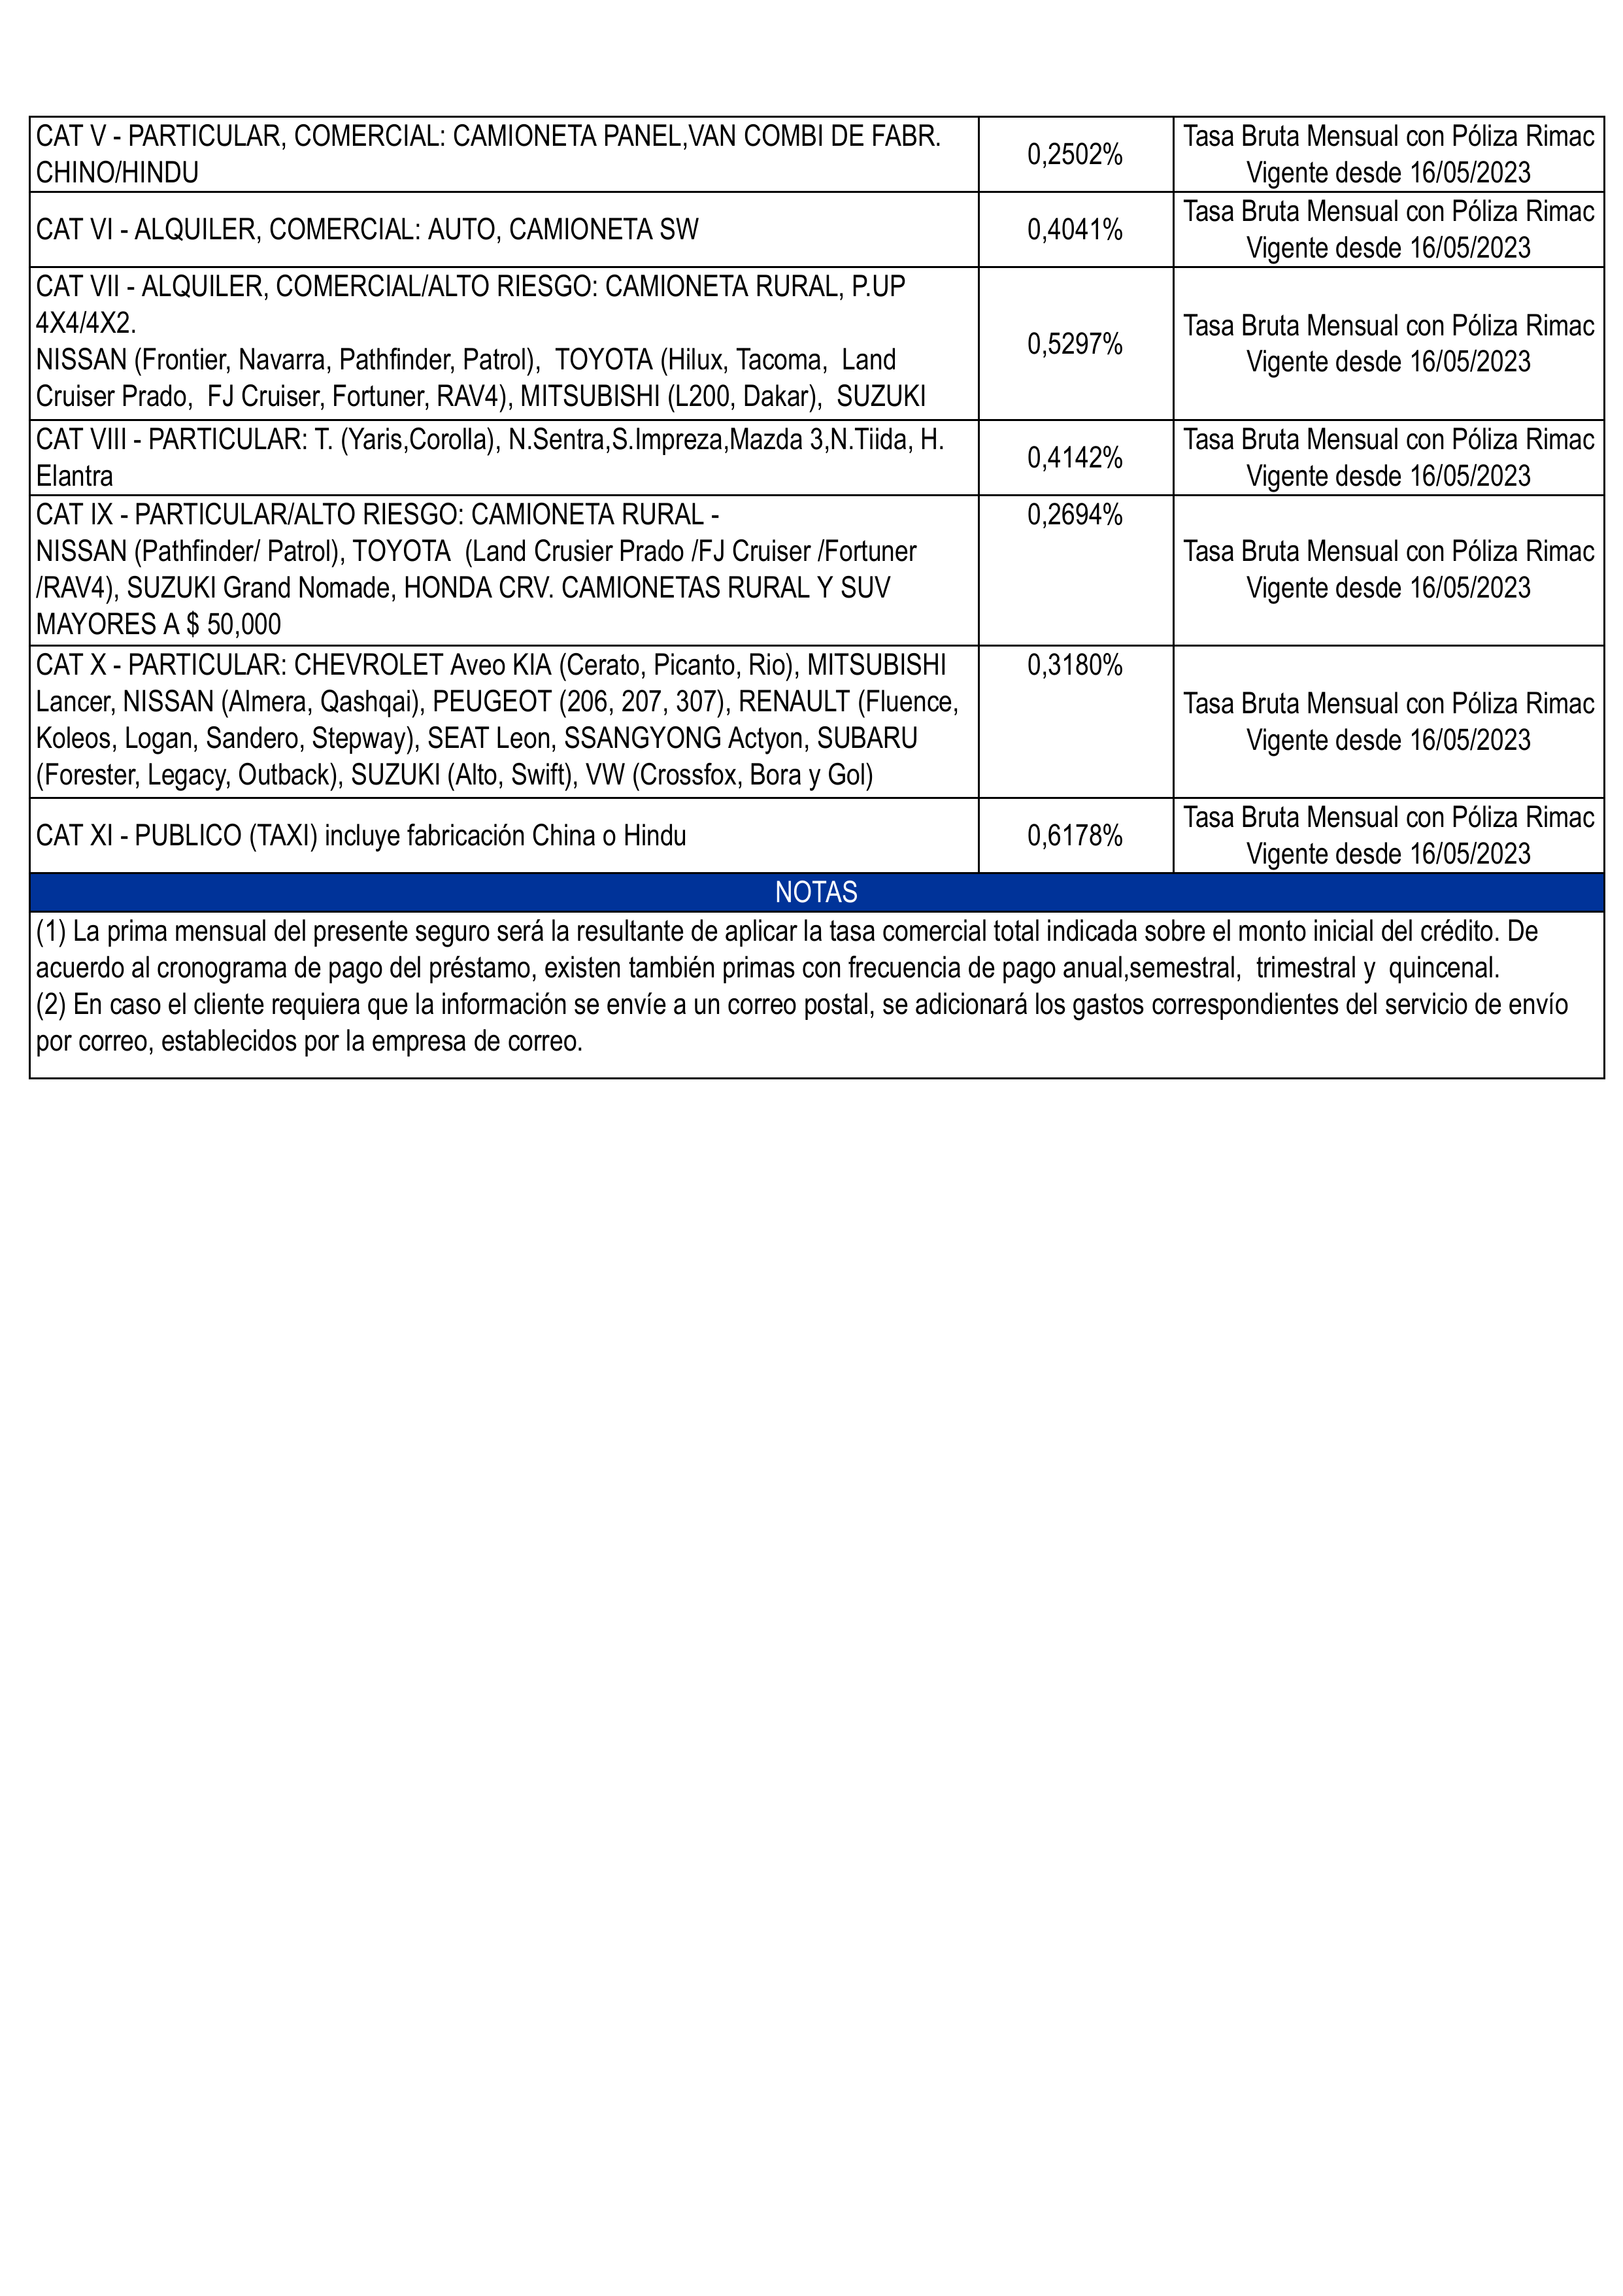 CAT V - PARTICULAR, COMERCIAL: CAMIONETA PANEL,VAN COMBI DE FABR.
CHINO/HINDU
0,2502%
Tasa Bruta Mensual con Póliza Rimac
Vigente desde 16/05/2023
CAT VI - ALQUILER, COMERCIAL: AUTO, CAMIONETA SW
0,4041%
Tasa Bruta Mensual con Póliza Rimac
Vigente desde 16/05/2023
CAT VII - ALQUILER, COMERCIAL/ALTO RIESGO: CAMIONETA RURAL, P.UP
4X4/4X2.
NISSAN (Frontier, Navarra, Pathfinder, Patrol), TOYOTA (Hilux, Tacoma, Land
Cruiser Prado, FJ Cruiser, Fortuner, RAV4), MITSUBISHI (L200, Dakar), SUZUKI
0,5297%
Tasa Bruta Mensual con Póliza Rimac
Vigente desde 16/05/2023
CAT VIII - PARTICULAR: T. (Yaris,Corolla), N.Sentra,S.Impreza,Mazda 3,N.Tiida, H.
Elantra
0,4142%
Tasa Bruta Mensual con Póliza Rimac
Vigente desde 16/05/2023
CAT IX - PARTICULAR/ALTO RIESGO: CAMIONETA RURAL -
NISSAN (Pathfinder/ Patrol), TOYOTA (Land Crusier Prado /FJ Cruiser /Fortuner
/RAV4), SUZUKI Grand Nomade, HONDA CRV. CAMIONETAS RURAL Y SUV
MAYORES A $ 50,000
0,2694%
Tasa Bruta Mensual con Póliza Rimac
Vigente desde 16/05/2023
CAT X - PARTICULAR: CHEVROLET Aveo KIA (Cerato, Picanto, Rio), MITSUBISHI
Lancer, NISSAN (Almera, Qashqai), PEUGEOT (206, 207, 307), RENAULT (Fluence,
Koleos, Logan, Sandero, Stepway), SEAT Leon, SSANGYONG Actyon, SUBARU
(Forester, Legacy, Outback), SUZUKI (Alto, Swift), VW (Crossfox, Bora y Gol)
0,3180%
Tasa Bruta Mensual con Póliza Rimac
Vigente desde 16/05/2023
CAT XI - PUBLICO (TAXI) incluye fabricación China o Hindu
0,6178%
Tasa Bruta Mensual con Póliza Rimac
Vigente desde 16/05/2023
NOTAS
(1) La prima mensual del presente seguro será la resultante de aplicar la tasa comercial total indicada sobre el monto inicial del crédito. De
acuerdo al cronograma de pago del préstamo, existen también primas con frecuencia de pago anual,semestral, trimestral y quincenal.
(2) En caso el cliente requiera que la información se envíe a un correo postal, se adicionará los gastos correspondientes del servicio de envío
por correo, establecidos por la empresa de correo.